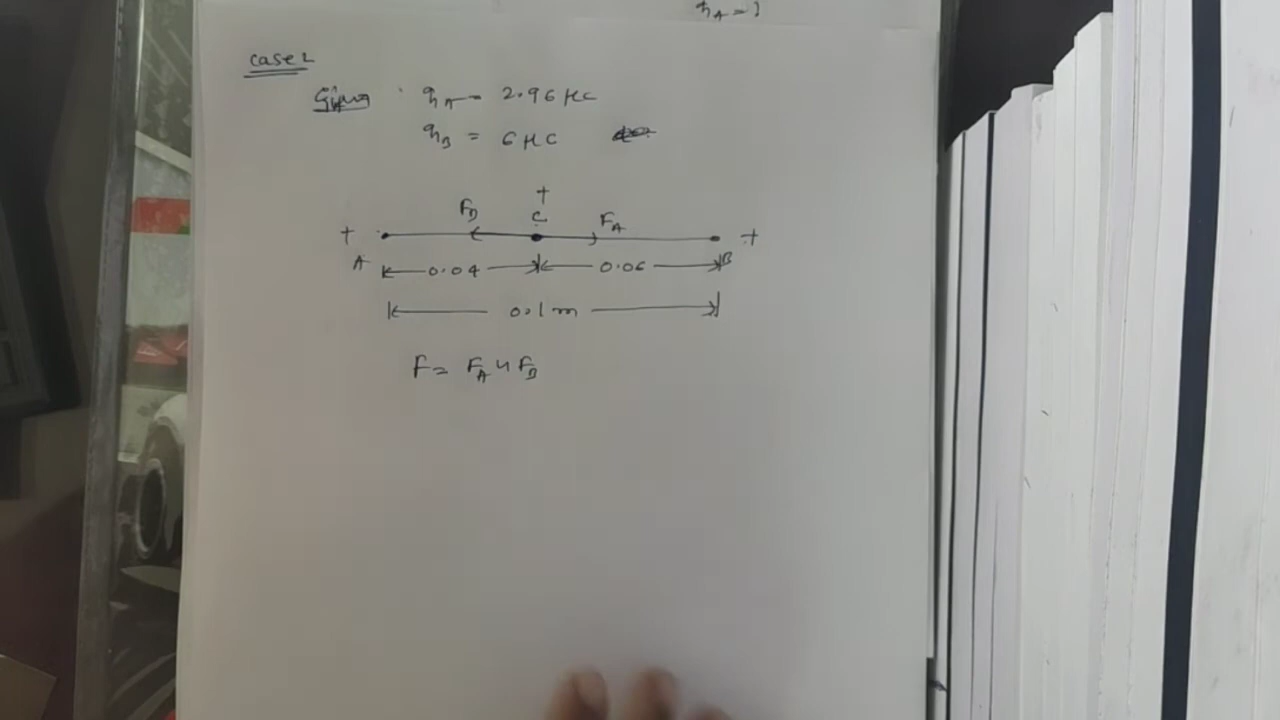 Case 2
Given : q_A = 2.96 μC
q_B = 6 μC
+
F_B C F_A
+ +
A 0.04 0.06 B
0.1 m
F = F_A ~ F_B